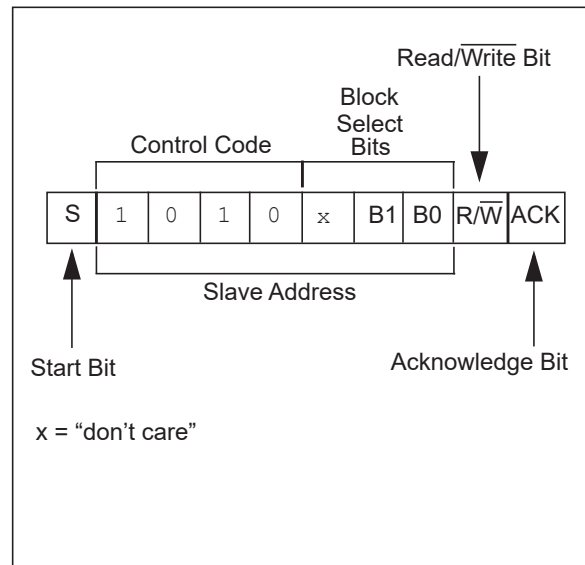 Read/Write Bit
Block
Select
Bits
Control Code
S 1 0 1 0 x B1 B0 R/W ACK
Slave Address
Start Bit
Acknowledge Bit
x = “don’t care”